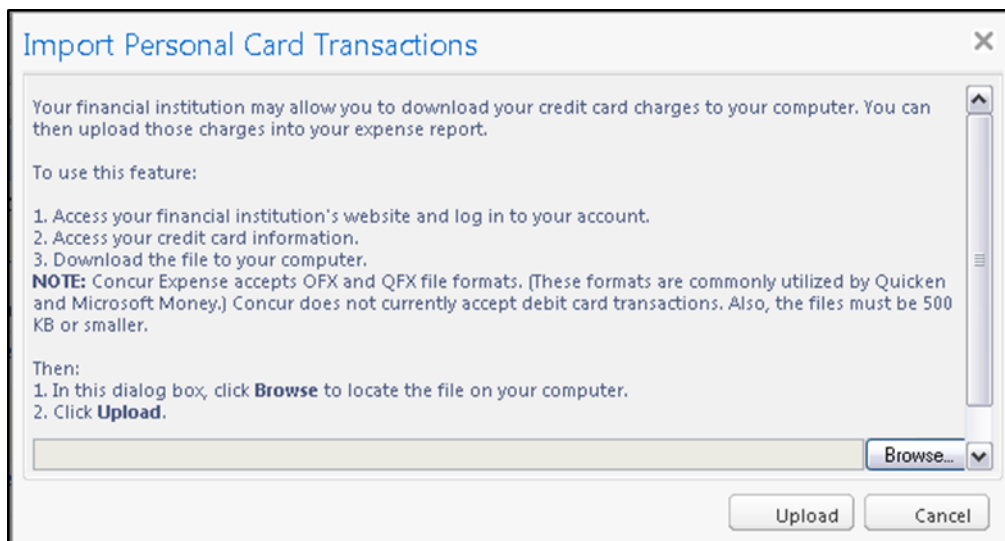 Import Personal Card Transactions
Your financial institution may allow you to download your credit card charges to your computer. You can
then upload those charges into your expense report.
To use this feature:
1. Access your financial institution's website and log in to your account.
2. Access your credit card information.
3. Download the file to your computer.
NOTE: Concur Expense accepts OFX and QFX file formats. (These formats are commonly utilized by Quicken
and Microsoft Money.) Concur does not currently accept debit card transactions. Also, the files must be 500
KB or smaller.
Then:
1. In this dialog box, click Browse to locate the file on your computer.
2. Click Upload.
Browse...
Upload Cancel